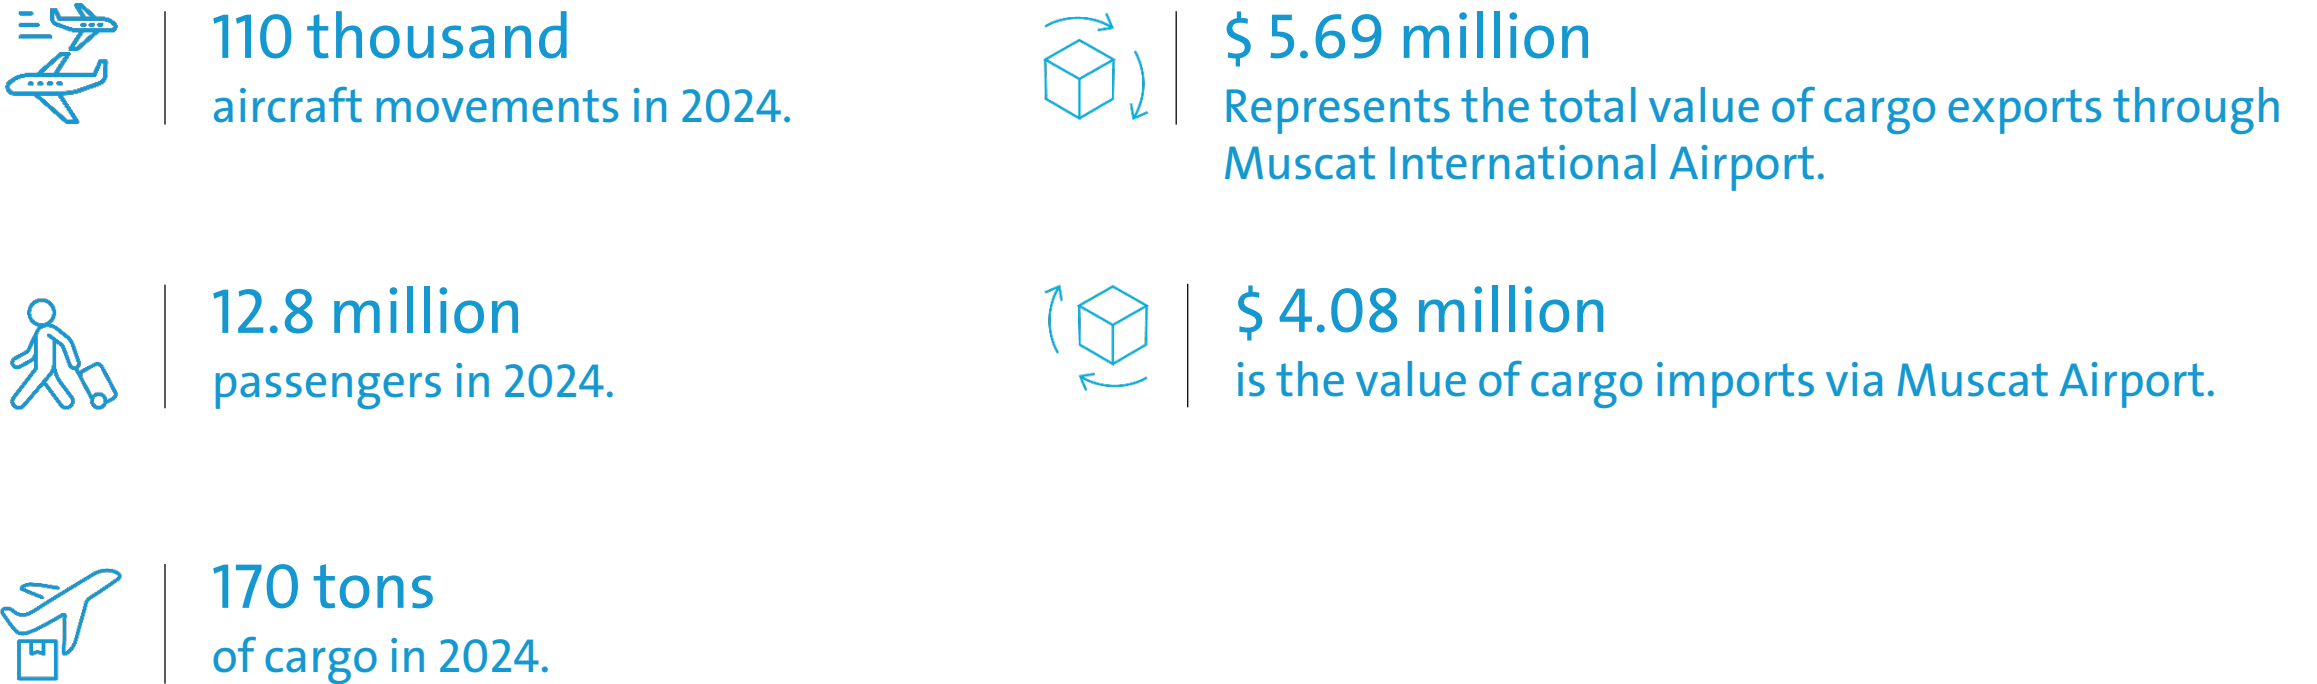 110 thousand
aircraft movements in 2024.
12.8 million
passengers in 2024.
170 tons
of cargo in 2024.
$ 5.69 million
Represents the total value of cargo exports through
Muscat International Airport.
$ 4.08 million
is the value of cargo imports via Muscat Airport.